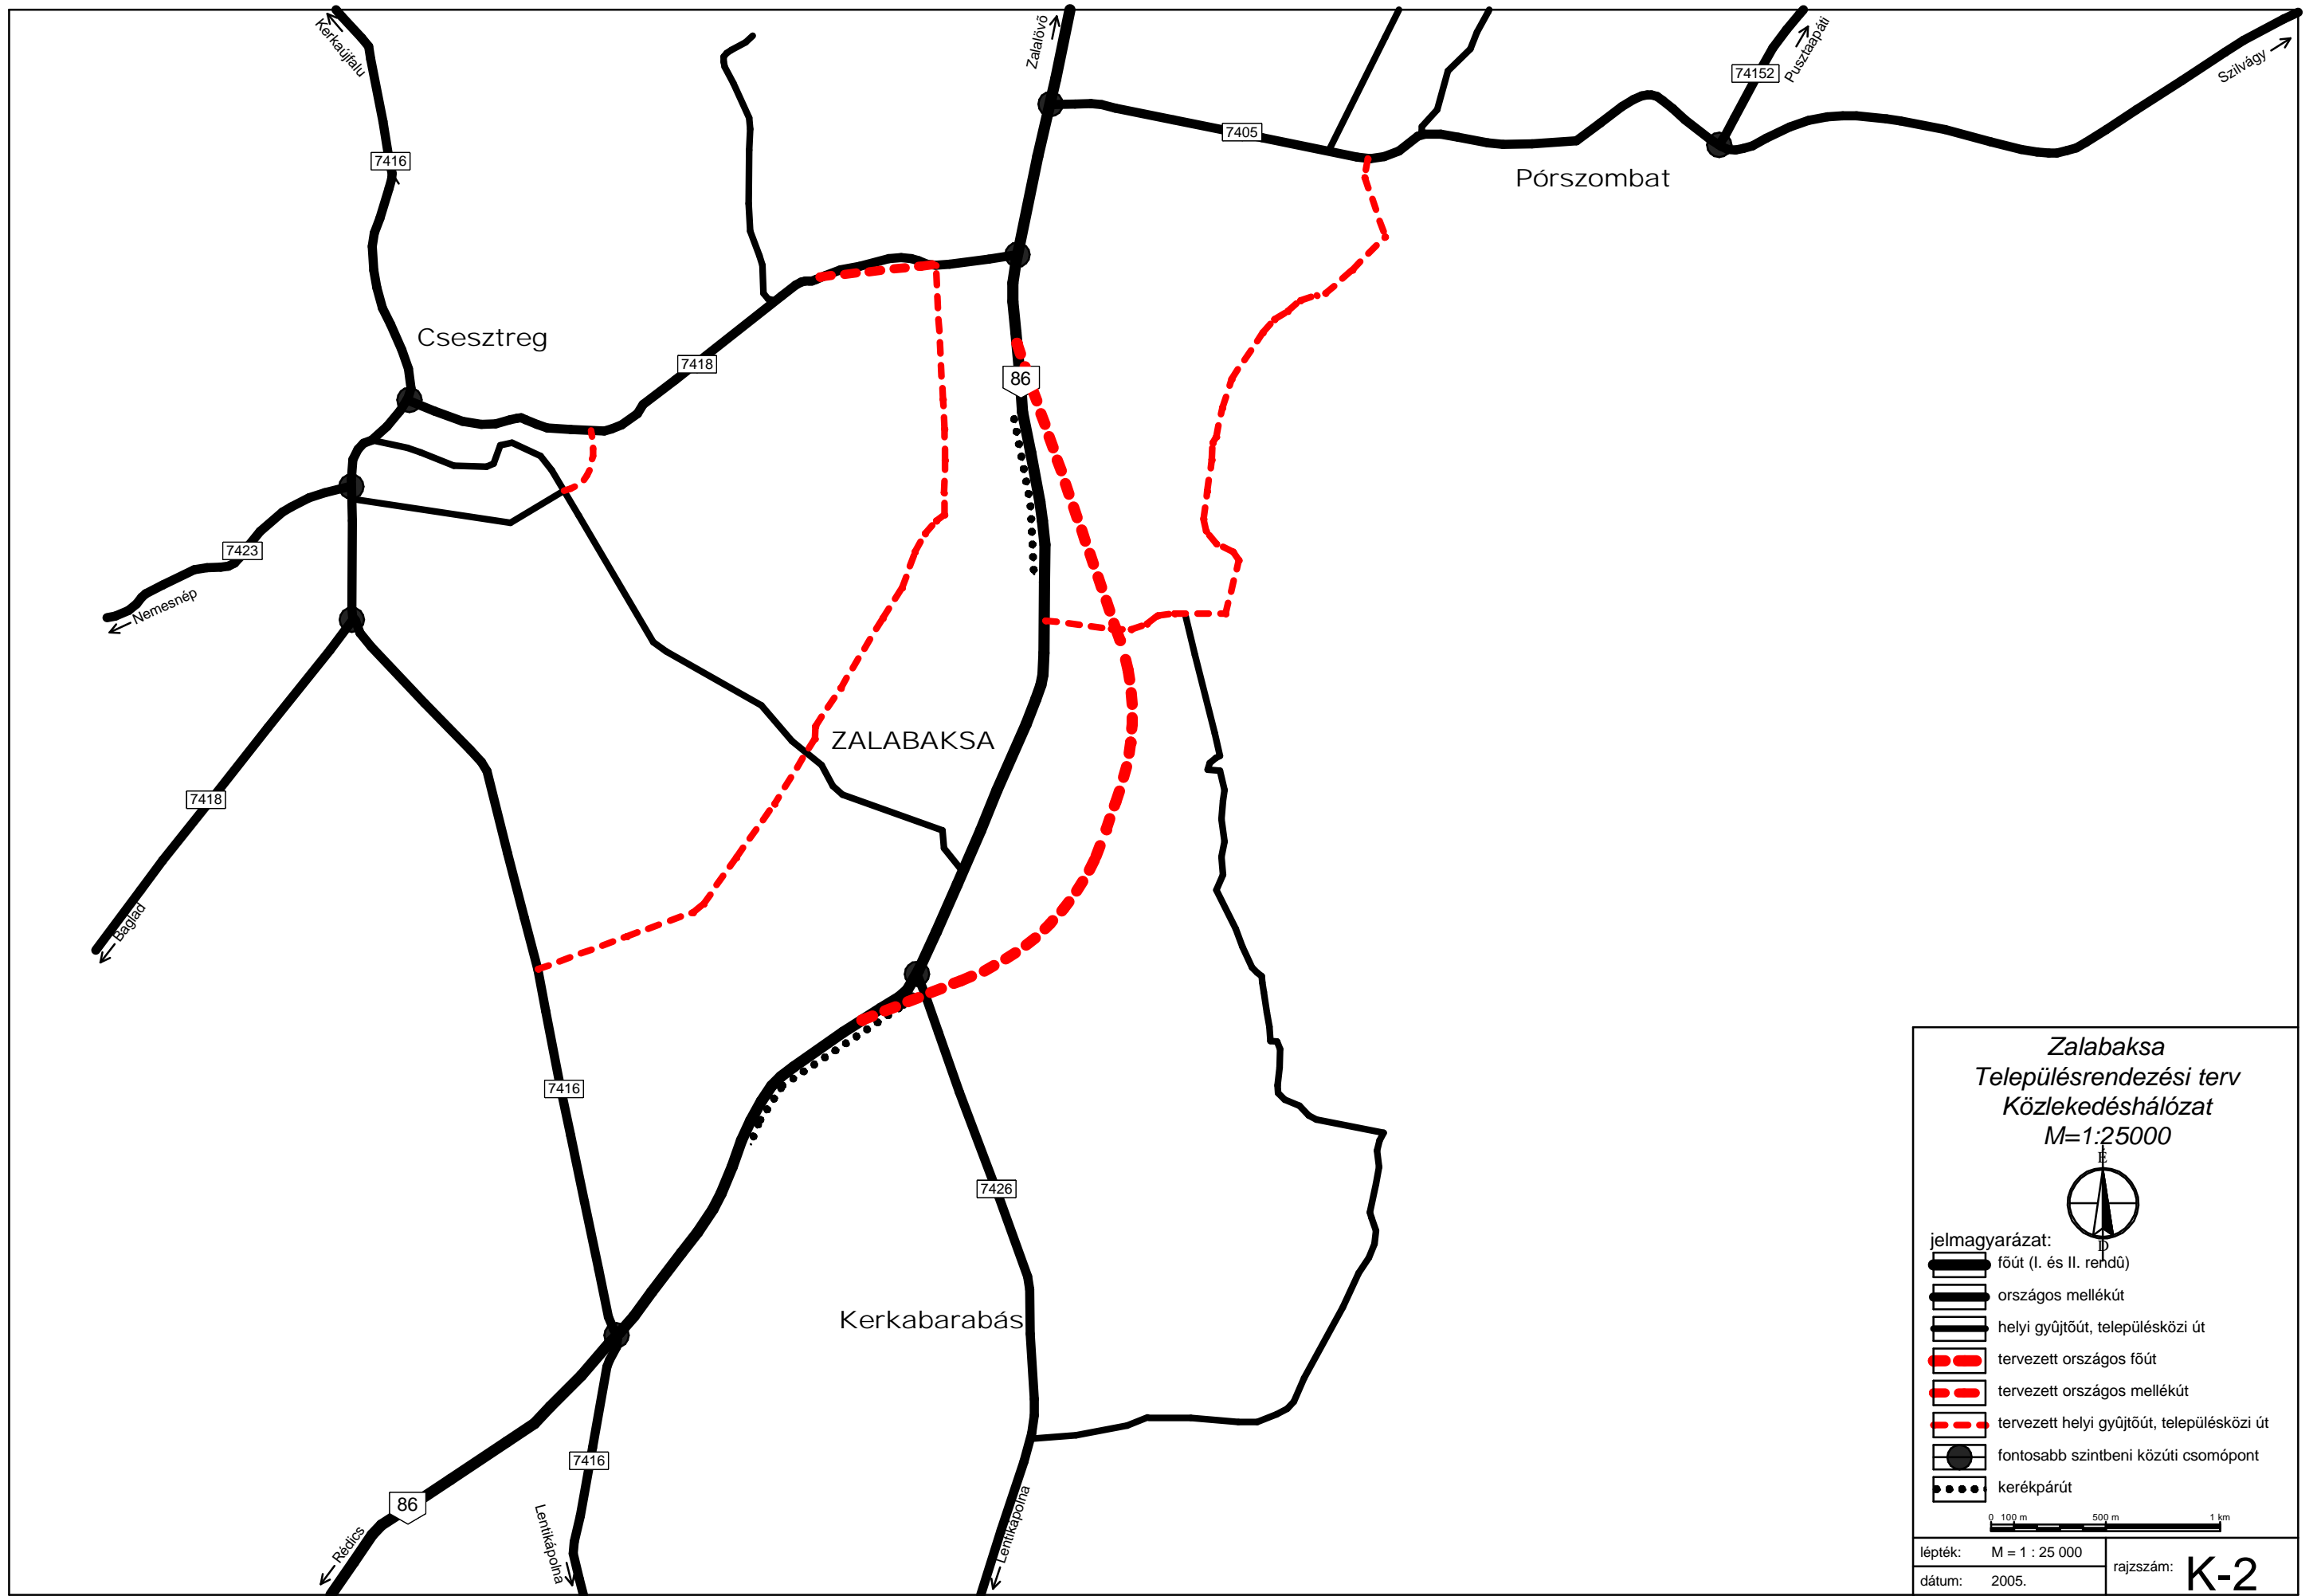 Kerkaújfalu
Zalalövő
Pusztaapáti
Szilvágy
74152
7405
7416
Pórszombat
Csesztreg
7418
86
7423
Nemesnép
ZALABAKSA
7418
Baglad
7416
7426
Kerkabarabás
7416
86
Rédics
Lentikápolna
Lentikápolna
Zalabaksa
Településrendezési terv
Közlekedéshálózat
M=1:25000
É
D
jelmagyarázat:
fõút (I. és II. rendû)
országos mellékút
helyi gyûjtõút, településközi út
tervezett országos fõút
tervezett országos mellékút
tervezett helyi gyûjtõút, településközi út
fontosabb szintbeni közúti csomópont
kerékpárút
0 100 m 500 m 1 km
lépték: M = 1 : 25 000
dátum: 2005.
rajzszám: K-2